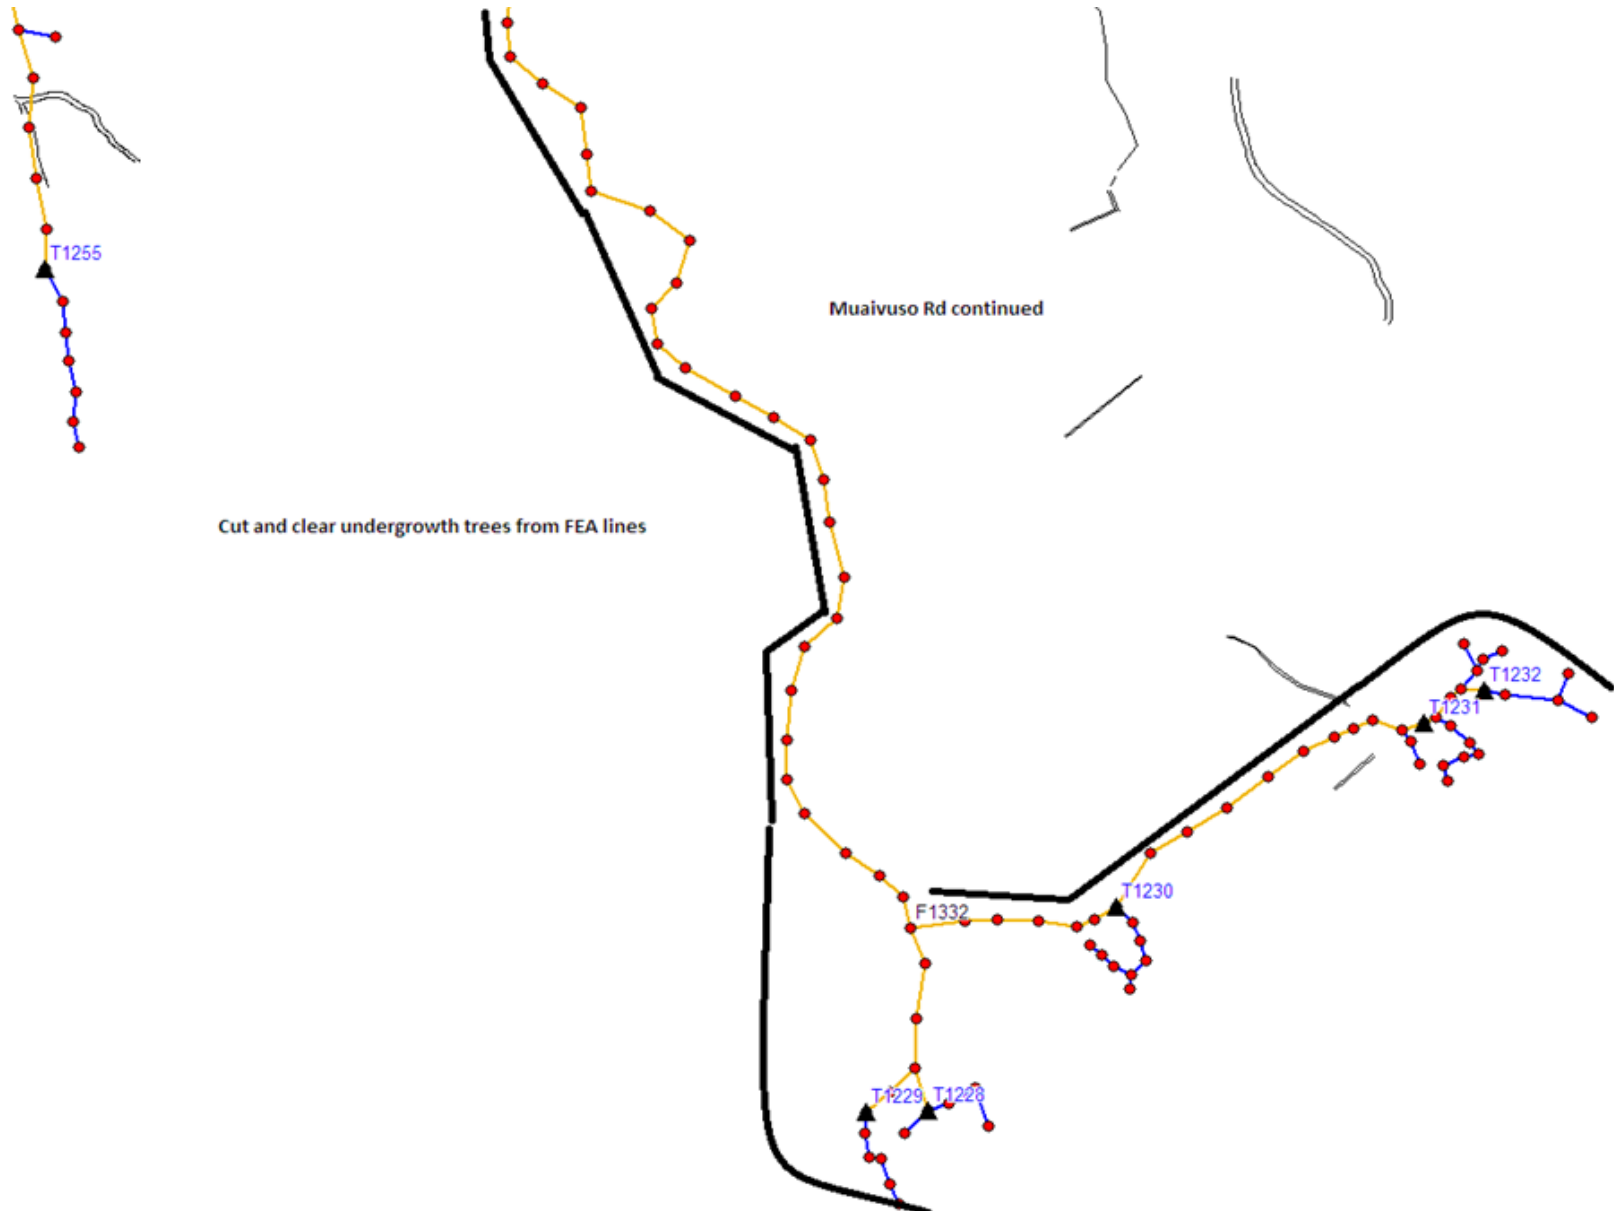 T1255
Muaivuso Rd continued
Cut and clear undergrowth trees from FEA lines
T1232
T1231
T1230
F1332
T1229
T1228